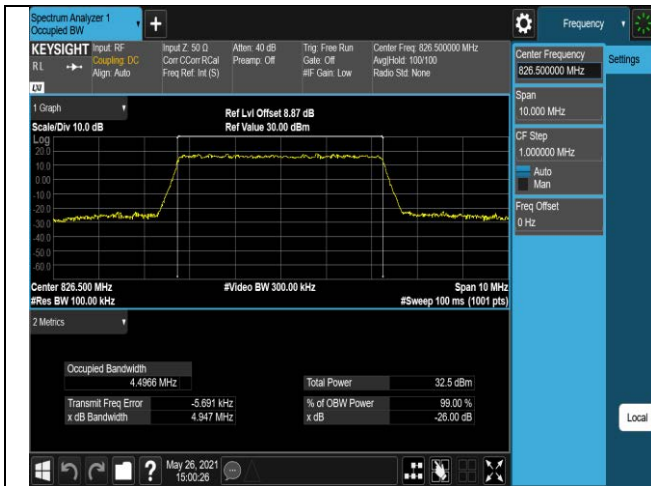 Spectrum Analyzer 1
Occupied BW
Frequency
KEYSIGHT
RL
LXI
Input: RF
Coupling: DC
Align: Auto
Input Z: 50 Ω
Corr CCorr RCal
Freq Ref: Int (S)
Atten: 40 dB
Preamp: Off
Trig: Free Run
Gate: Off
#IF Gain: Low
Center Freq: 826.500000 MHz
Avg|Hold: 100/100
Radio Std: None
Center Frequency
826.500000 MHz
Settings
Span
10.000 MHz
CF Step
1.000000 MHz
Auto
Man
Freq Offset
0 Hz
Local
1 Graph
Scale/Div 10.0 dB
Ref Lvl Offset 8.87 dB
Ref Value 30.00 dBm
Log
20.0
10.0
0.00
-10.0
-20.0
-30.0
-40.0
-50.0
-60.0
Center 826.500 MHz
#Res BW 100.00 kHz
#Video BW 300.00 kHz
Span 10 MHz
#Sweep 100 ms (1001 pts)
2 Metrics
Occupied Bandwidth
4.4966 MHz
Total Power 32.5 dBm
Transmit Freq Error -5.691 kHz
% of OBW Power 99.00 %
x dB Bandwidth 4.947 MHz
x dB -26.00 dB
?
May 26, 2021
15:00:26